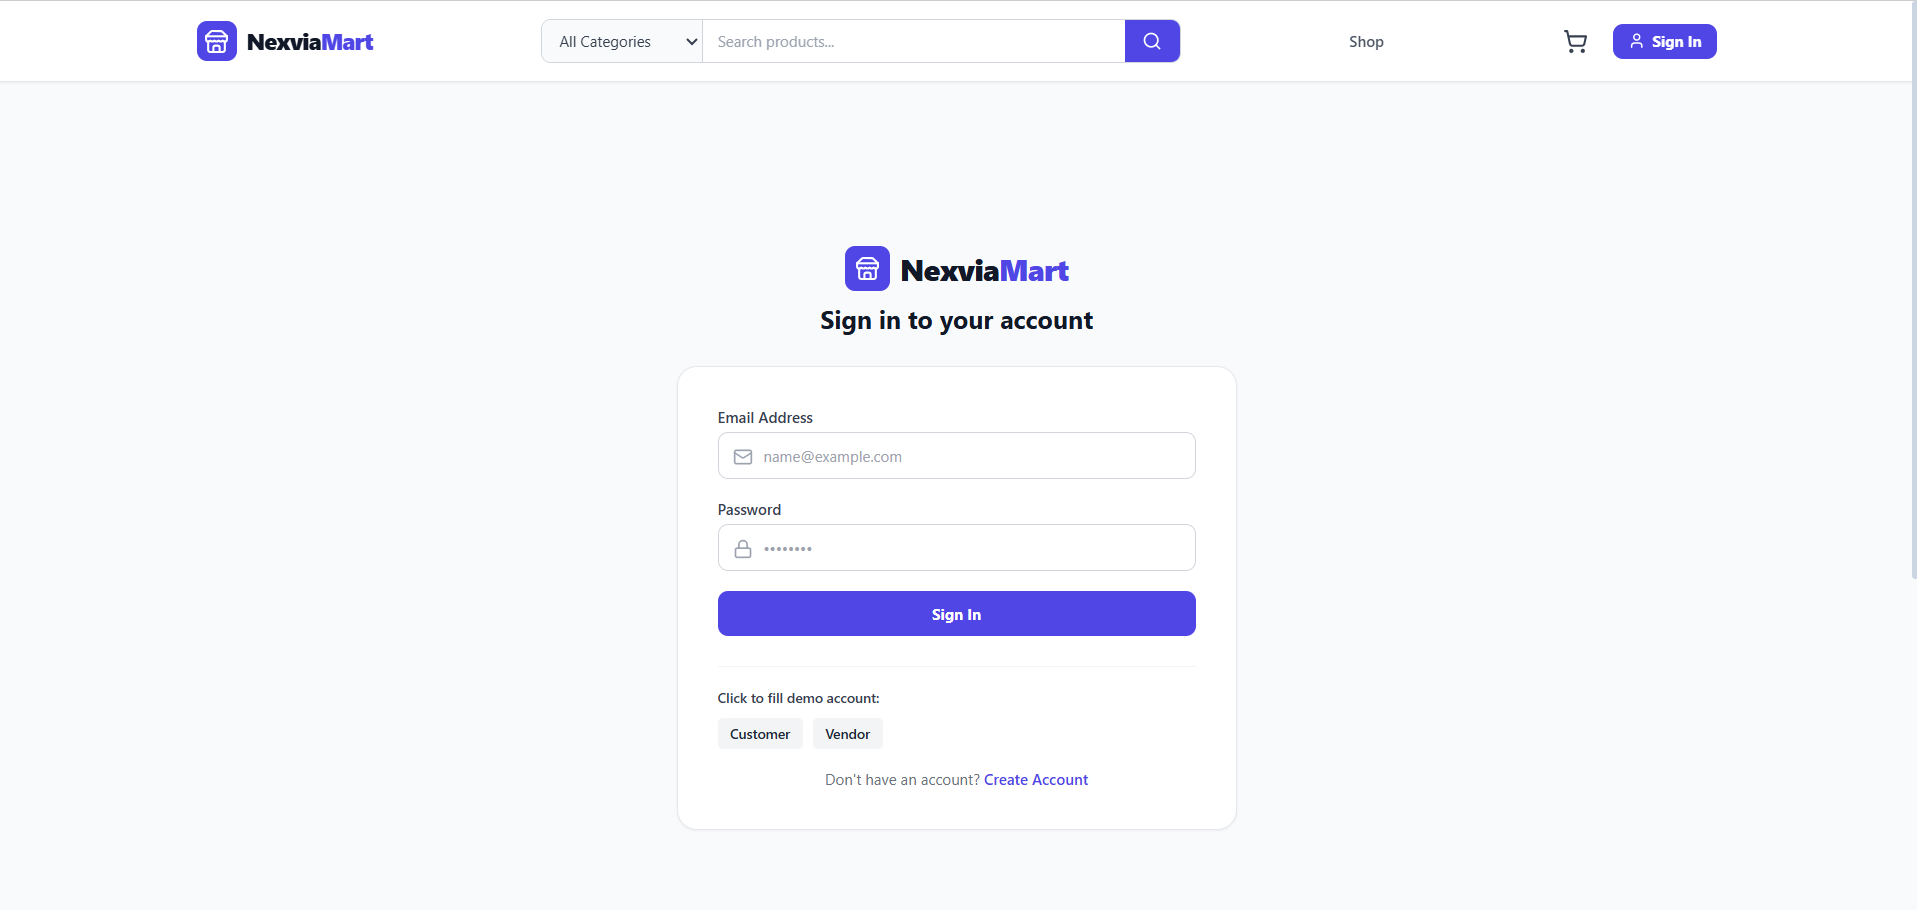 NexviaMart
All Categories
Search products...
Shop
Sign In
NexviaMart
Sign in to your account
Email Address
name@example.com
Password
••••••••
Sign In
Click to fill demo account:
Customer
Vendor
Don't have an account? Create Account